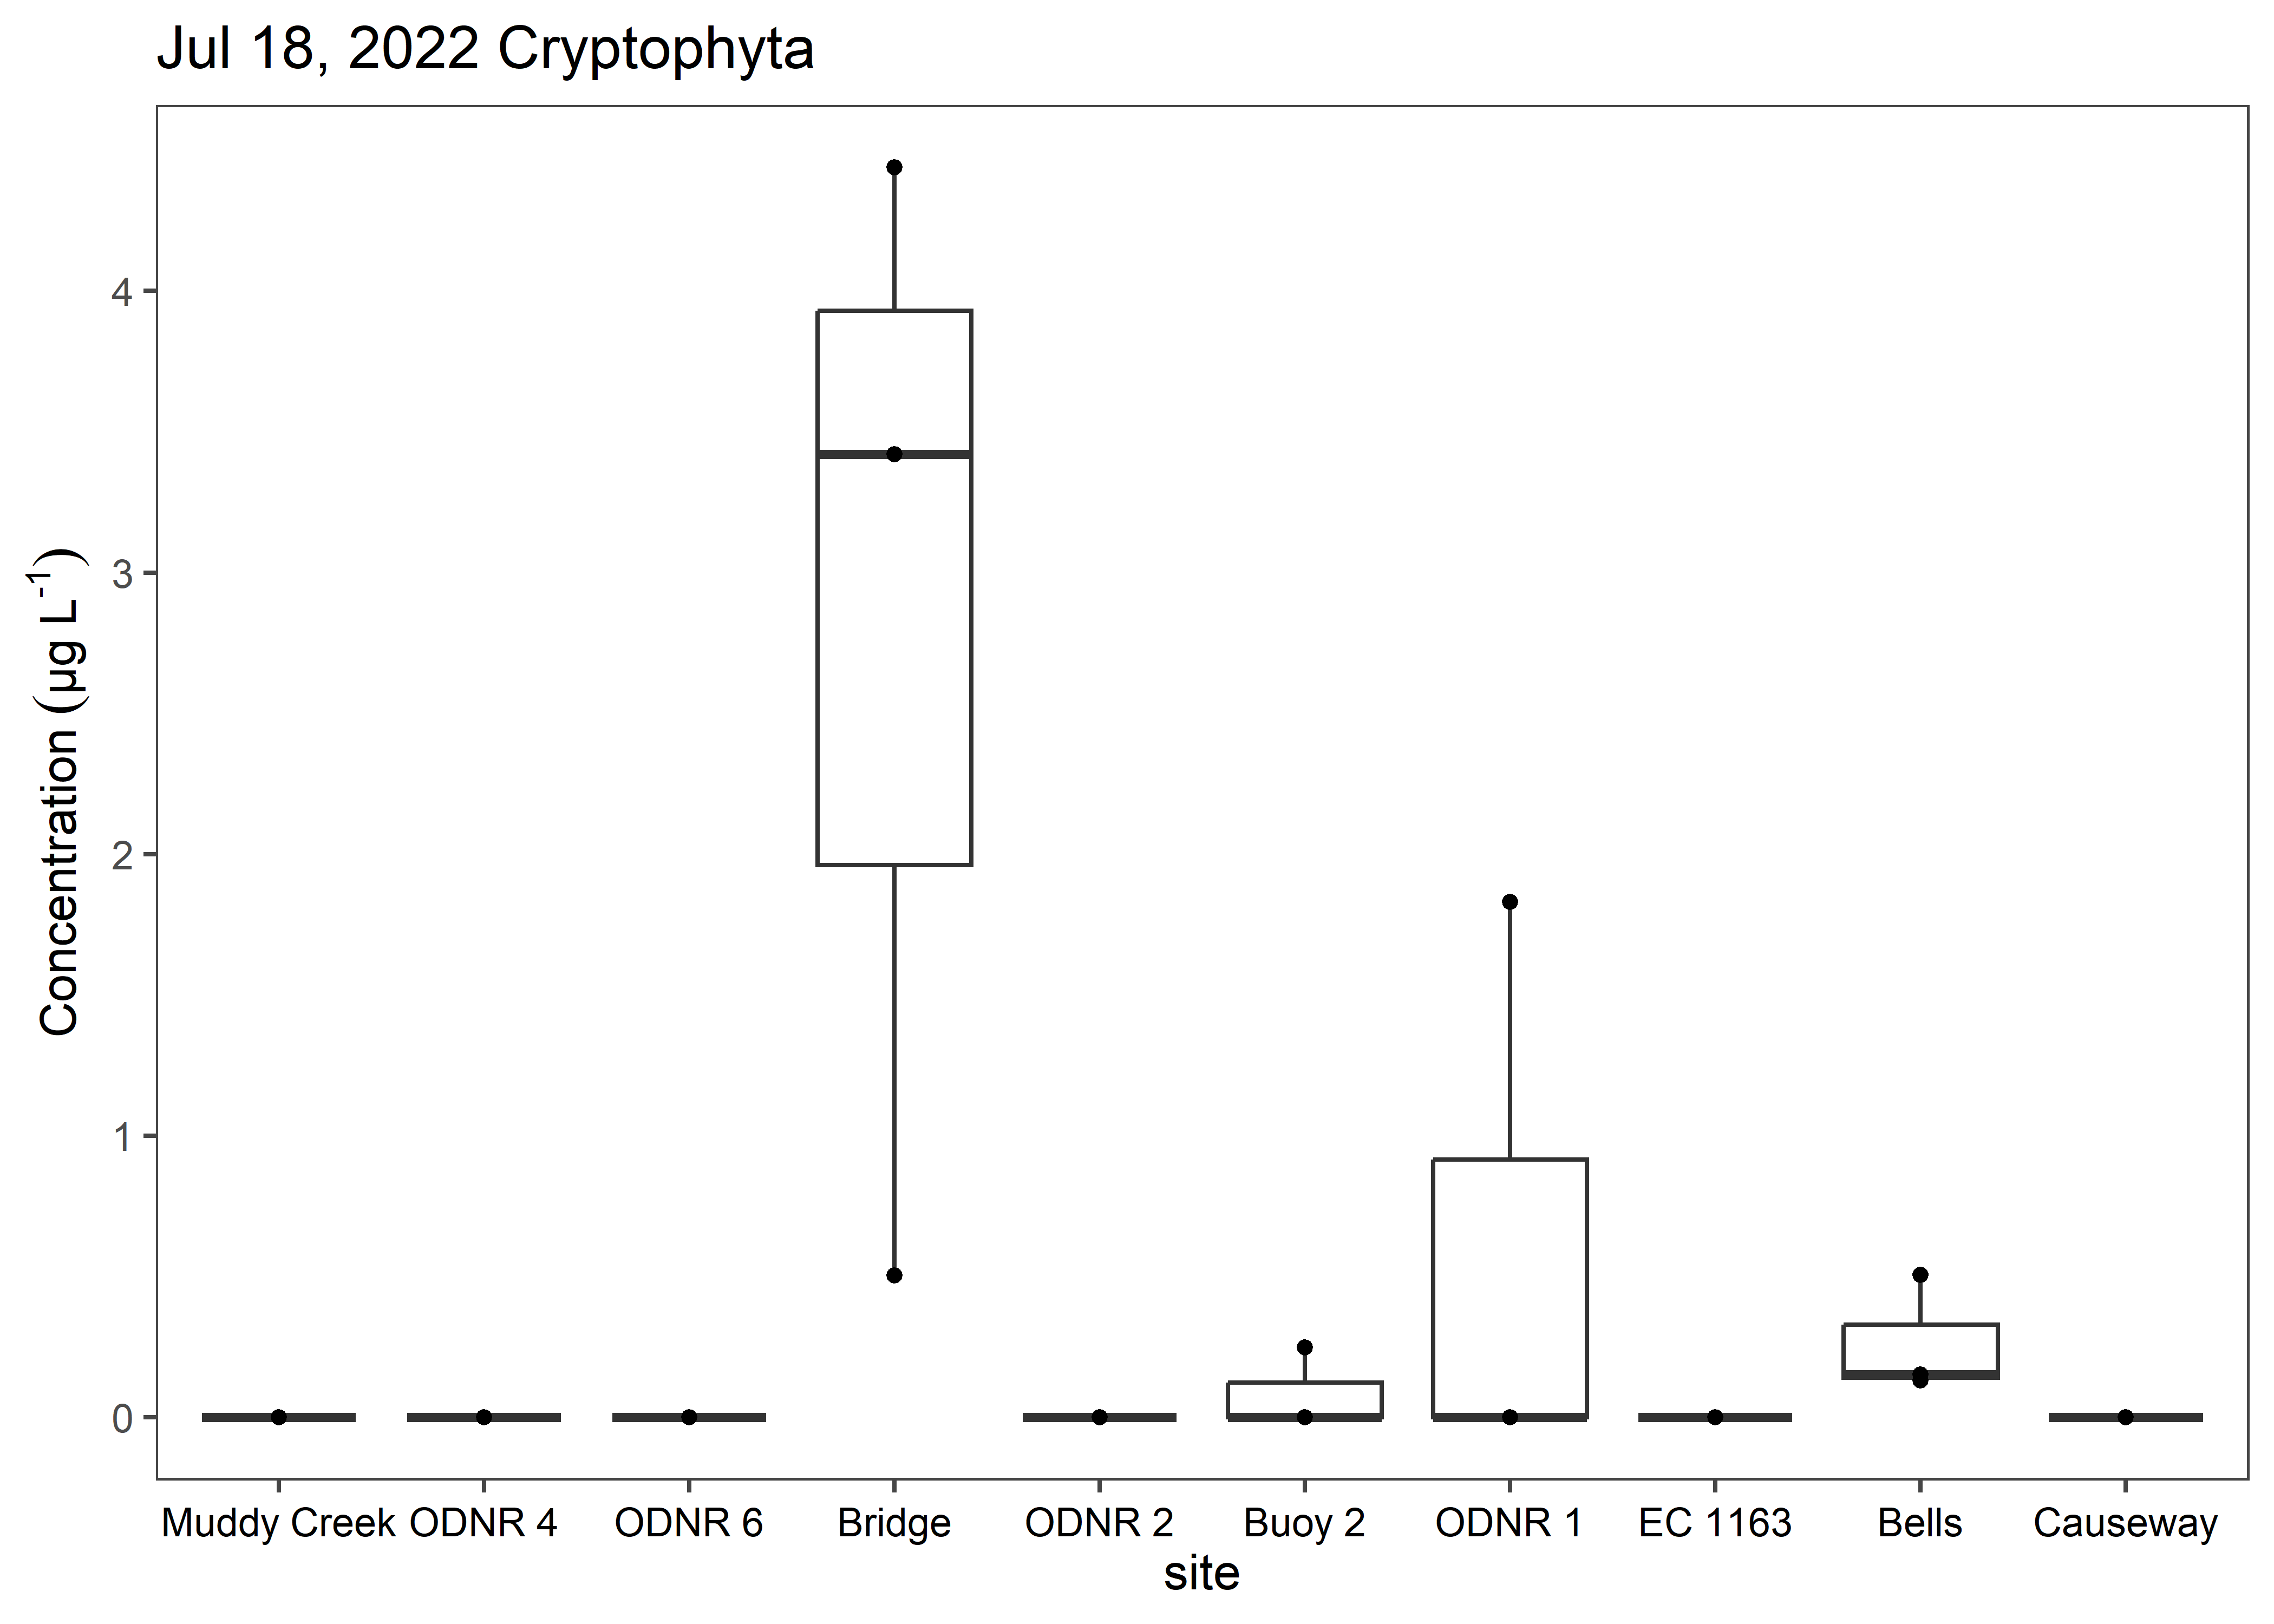 Jul 18, 2022 Cryptophyta
Concentration (µg L-1)
4
3
2
1
0
Muddy Creek ODNR 4 ODNR 6 Bridge ODNR 2 Buoy 2 ODNR 1 EC 1163 Bells Causeway
site